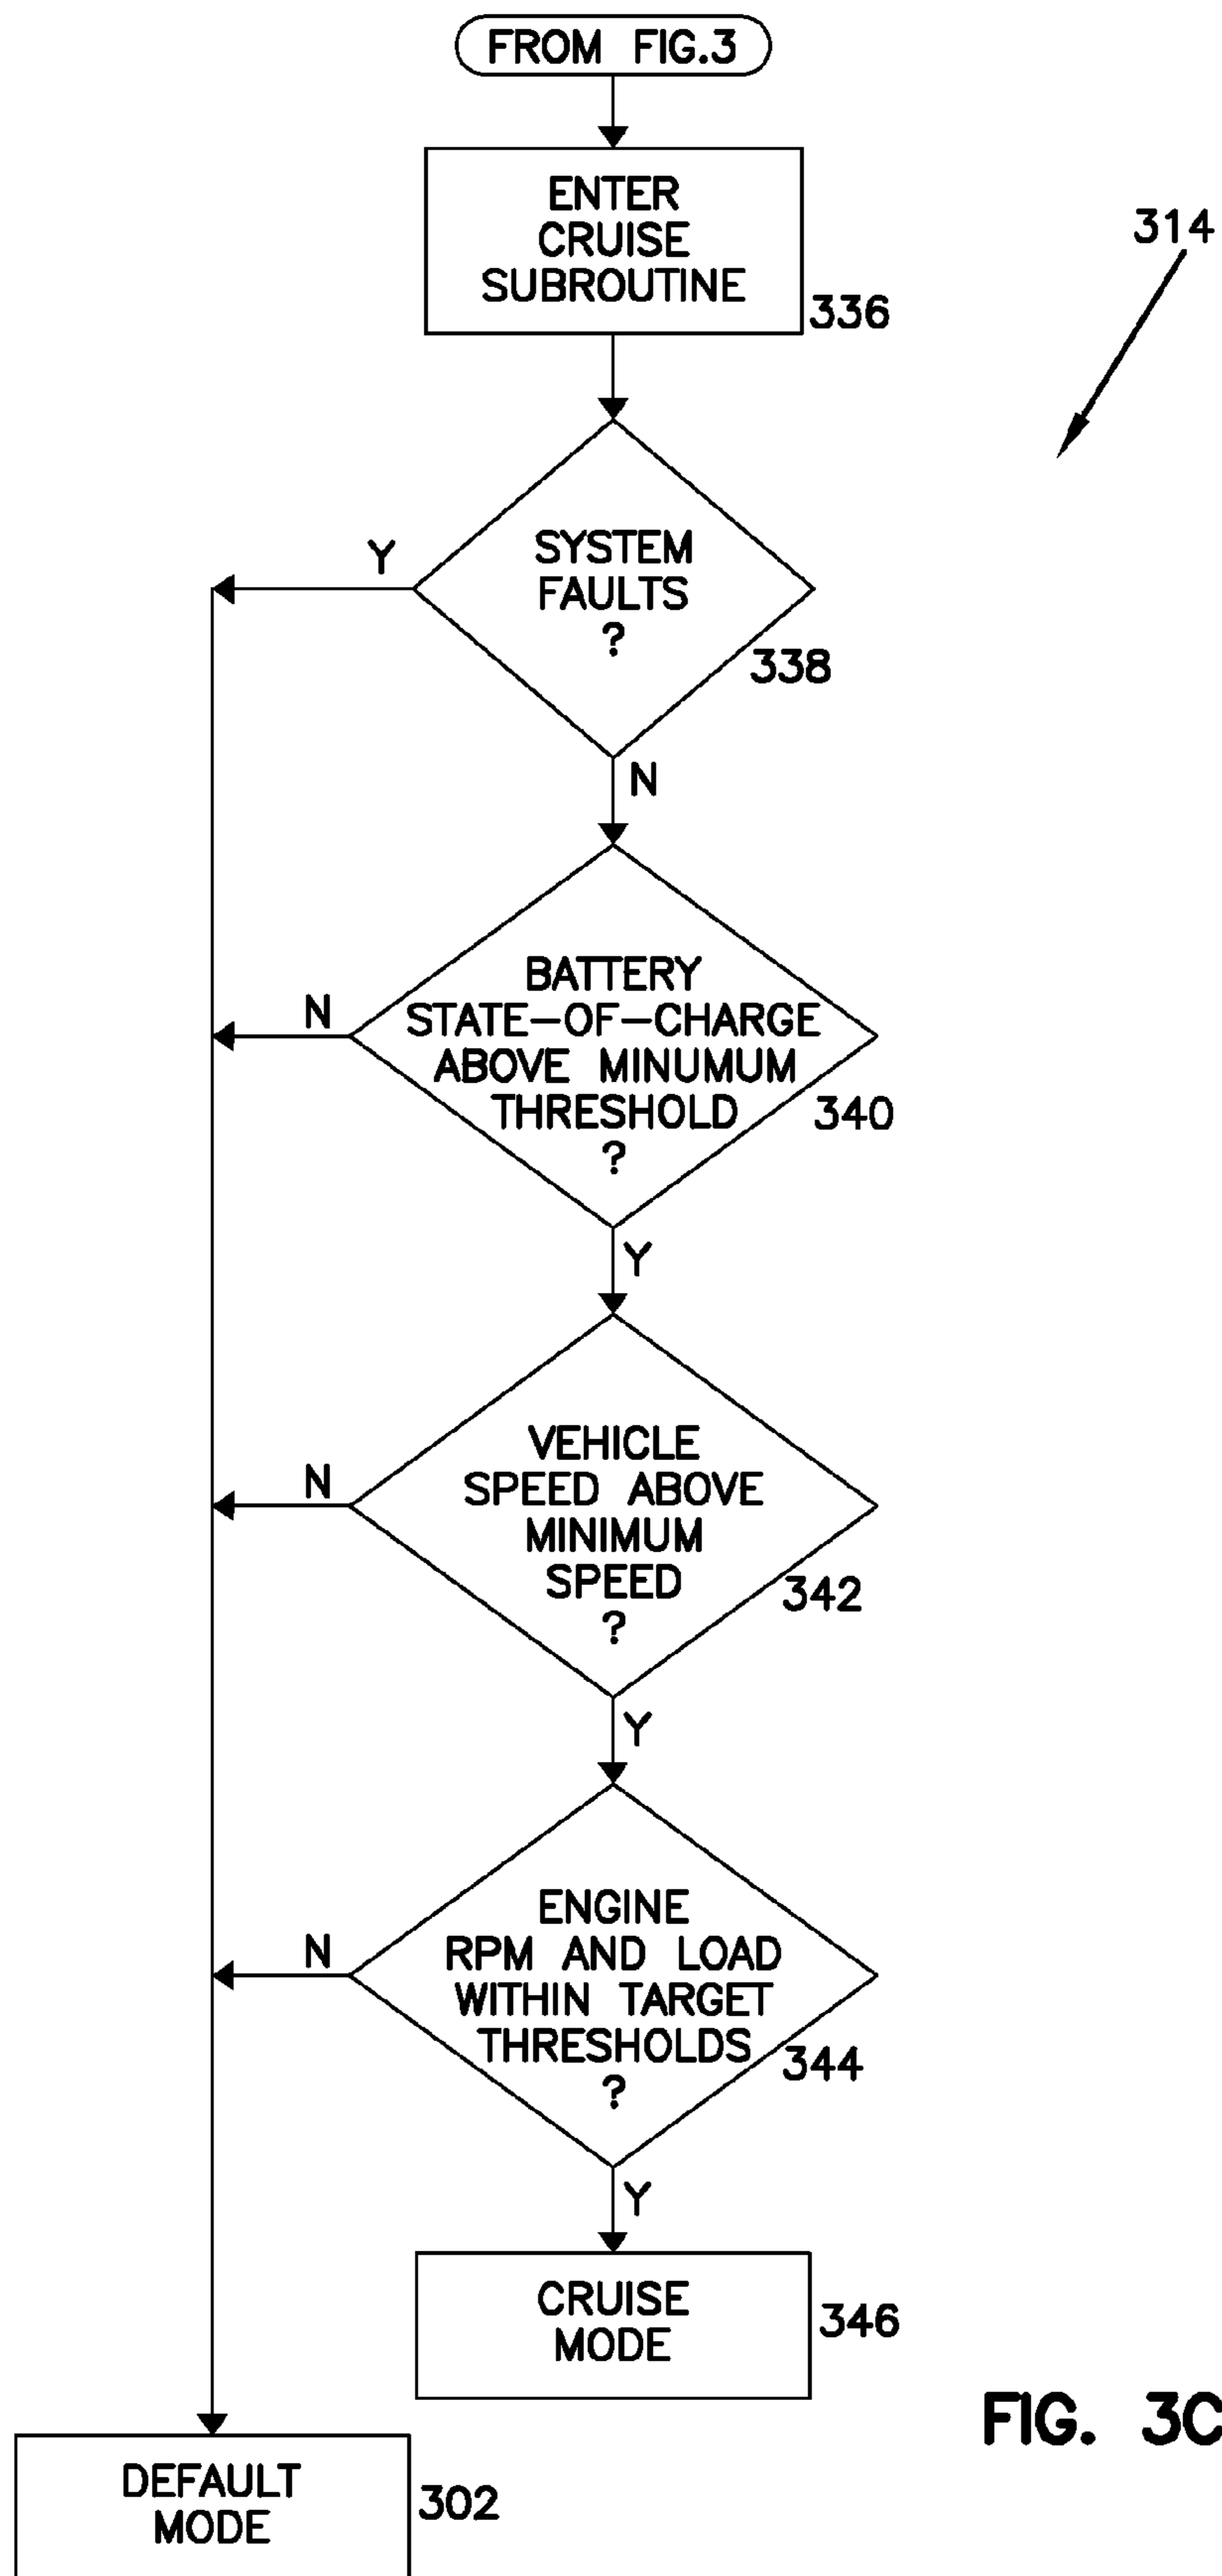 FROM FIG.3
ENTER
CRUISE
SUBROUTINE
336
314
SYSTEM
FAULTS
?
338
Y
N
BATTERY
STATE-OF-CHARGE
ABOVE MINUMUM
THRESHOLD
?
340
N
Y
VEHICLE
SPEED ABOVE
MINIMUM
SPEED
?
342
N
Y
ENGINE
RPM AND LOAD
WITHIN TARGET
THRESHOLDS
?
344
N
Y
CRUISE
MODE
346
DEFAULT
MODE
302
FIG. 3C